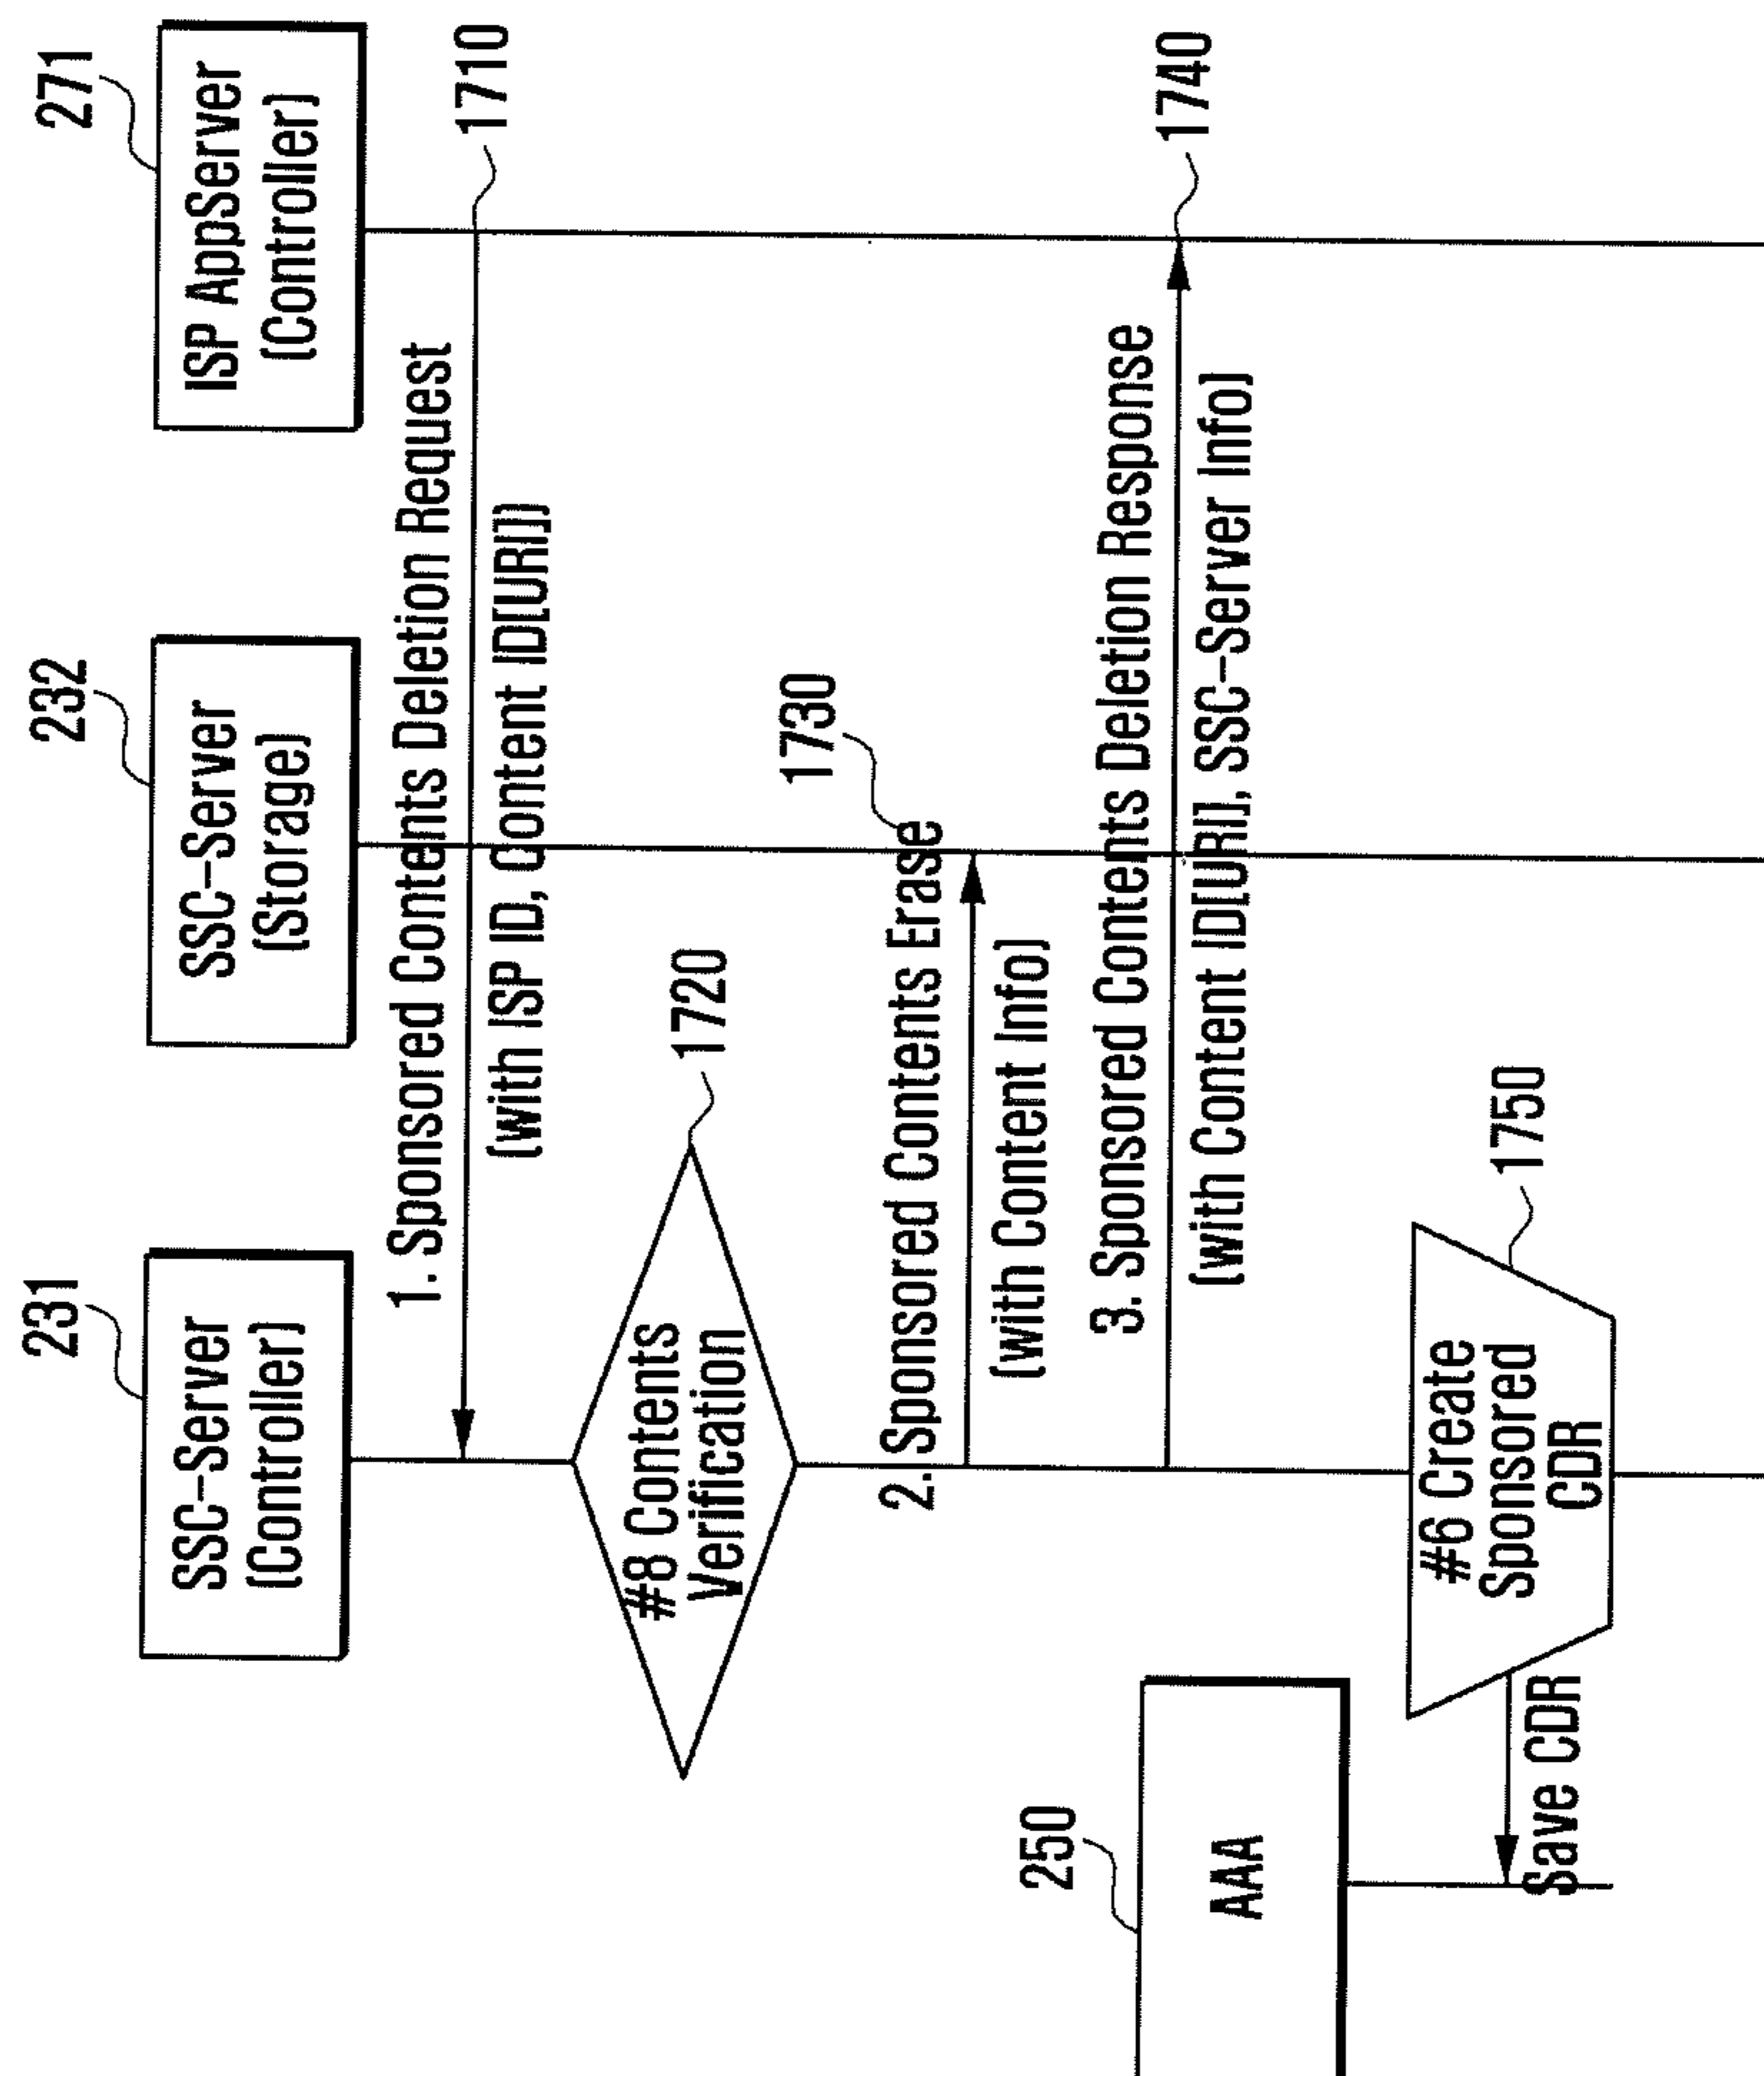 231
SSC-Server
(Controller)
232
SSC-Server
(Storage)
271
ISP AppServer
(Controller)
1. Sponsored Contents Deletion Request
(with ISP ID, Content ID[URI])
1710
#8 Contents
Verification
1720
2. Sponsored Contents Erase
(with Content Info)
1730
3. Sponsored Contents Deletion Response
(with Content ID[URI], SSC-Server Info)
1740
250
AAA
#6 Create
Sponsored
CDR
1750
Save CDR